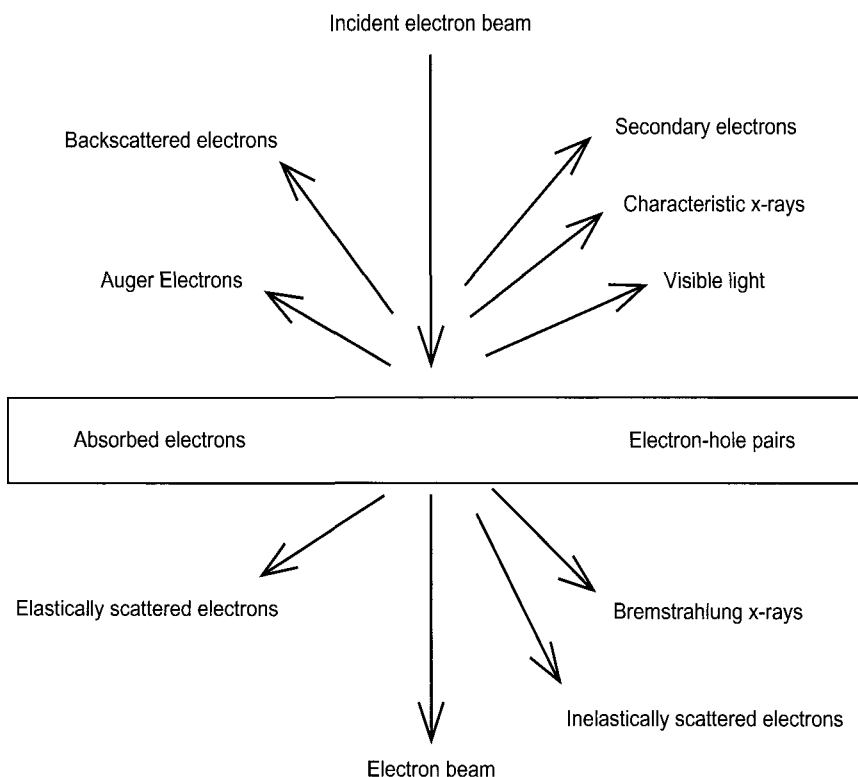 Incident electron beam
Backscattered electrons
Secondary electrons
Characteristic x-rays
Auger Electrons
Visible light
Absorbed electrons
Electron-hole pairs
Elastically scattered electrons
Bremstrahlung x-rays
Inelastically scattered electrons
Electron beam